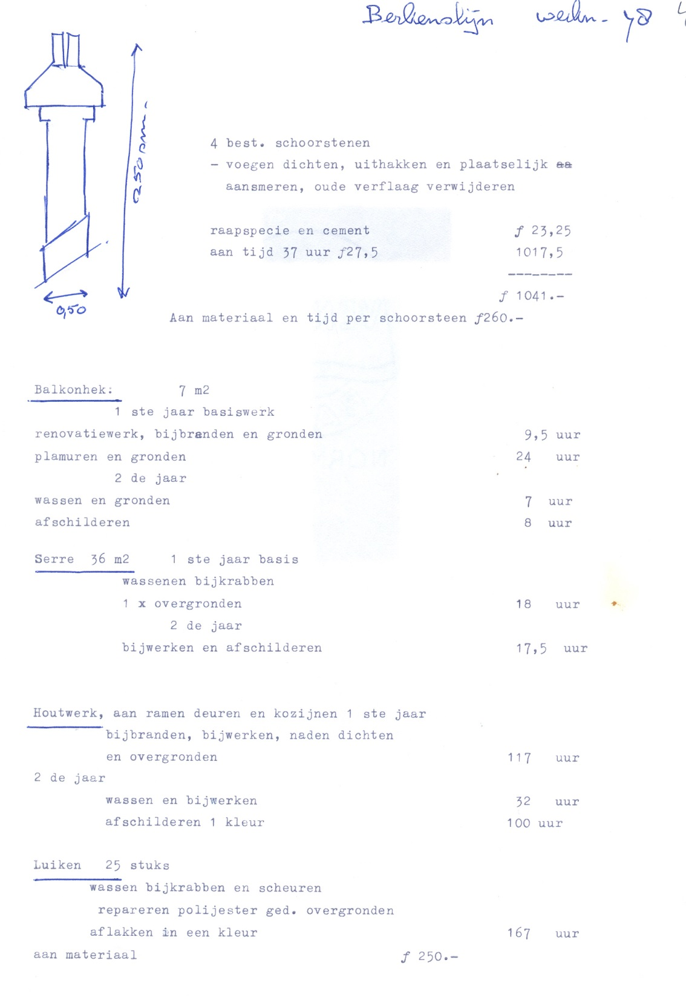 Berkenstijn
250
0,50
4 best. schoorstenen
- voegen dichten, uithakken en plaatselijk aa
aansmeren, oude verflaag verwijderen
raapspecie en cement ƒ 23,25
aan tijd 37 uur ƒ27,5 1017,5
--------
ƒ 1041.-
Aan materiaal en tijd per schoorsteen ƒ260.-
Balkonhek: 7 m2
1 ste jaar basiswerk
renovatiewerk, bijbranden en gronden 9,5 uur
plamuren en gronden 24 uur
2 de jaar
wassen en gronden 7 uur
afschilderen 8 uur
Serre 36 m2 1 ste jaar basis
wassenen bijkrabben
1 x overgronden 18 uur
2 de jaar
bijwerken en afschilderen 17,5 uur
Houtwerk, aan ramen deuren en kozijnen 1 ste jaar
bijbranden, bijwerken, naden dichten
en overgronden 117 uur
2 de jaar
wassen en bijwerken 32 uur
afschilderen 1 kleur 100 uur
Luiken 25 stuks
wassen bijkrabben en scheuren
repareren polijester ged. overgronden
aflakken in een kleur 167 uur
aan materiaal ƒ 250.-